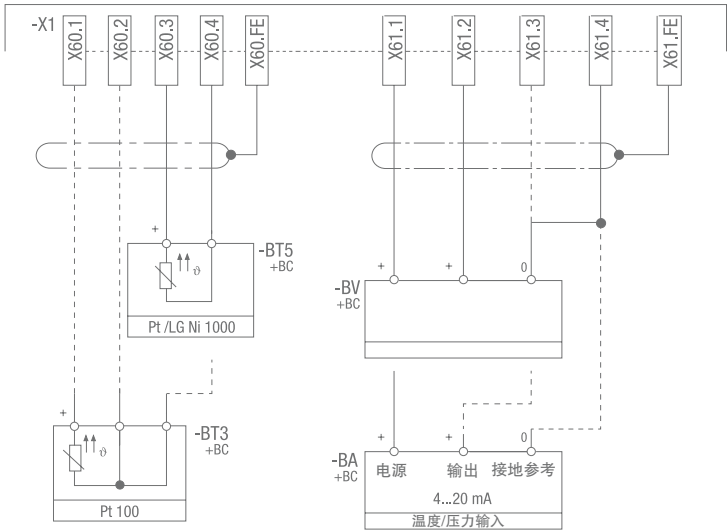 -X1
X60.1
X60.2
X60.3
X60.4
X60.FE
X61.1
X61.2
X61.3
X61.4
X61.FE
+
-BT5
+BC
ϑ
Pt /LG Ni 1000
+ + 0
-BV
+BC
+
-BT3
+BC
ϑ
Pt 100
+ + 0
-BA
+BC
电源 输出 接地参考
4...20 mA
温度/压力输入